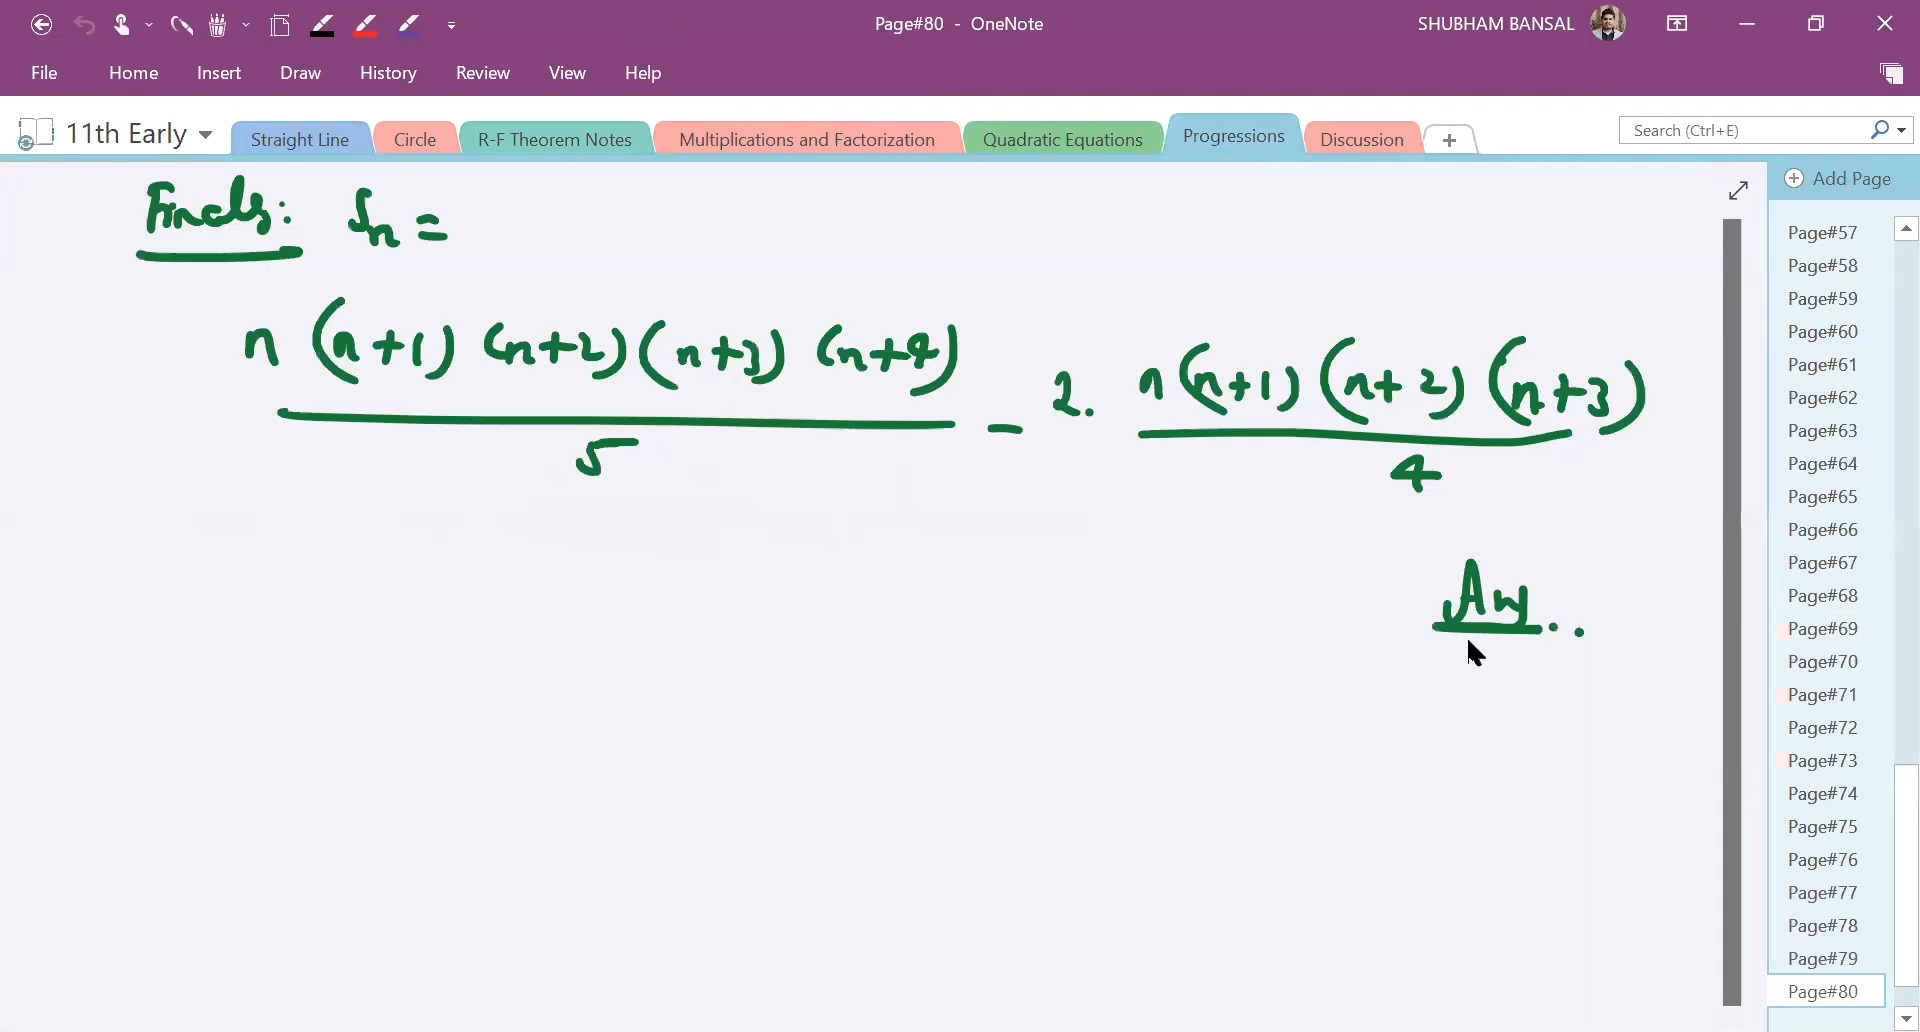 Page#80 - OneNote
SHUBHAM BANSAL
File Home Insert Draw History Review View Help
11th Early
Straight Line Circle R-F Theorem Notes Multiplications and Factorization Quadratic Equations Progressions Discussion +
Search (Ctrl+E)
Add Page
Finally: Sn =
n (n+1) (n+2) (n+3) (n+4)
5
- 2. n(n+1) (n+2) (n+3)
4
Ans..
Page#57
Page#58
Page#59
Page#60
Page#61
Page#62
Page#63
Page#64
Page#65
Page#66
Page#67
Page#68
Page#69
Page#70
Page#71
Page#72
Page#73
Page#74
Page#75
Page#76
Page#77
Page#78
Page#79
Page#80